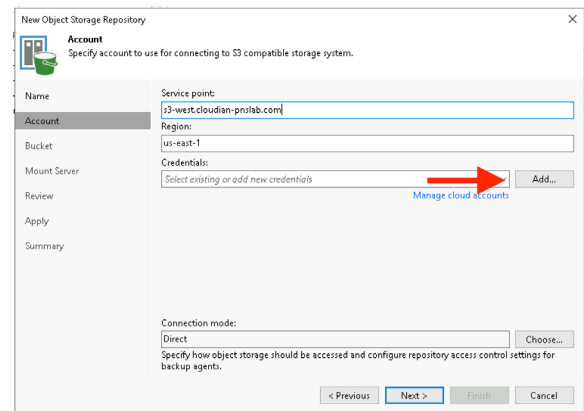 New Object Storage Repository
Account
Specify account to use for connecting to S3 compatible storage system.
Name
Account
Bucket
Mount Server
Review
Apply
Summary
Service point:
s3-west.cloudian-pnslab.com
Region:
us-east-1
Credentials:
Select existing or add new credentials
Add...
Manage cloud accounts
Connection mode:
Direct
Choose...
Specify how object storage should be accessed and configure repository access control settings for
backup agents.
< Previous
Next >
Finish
Cancel